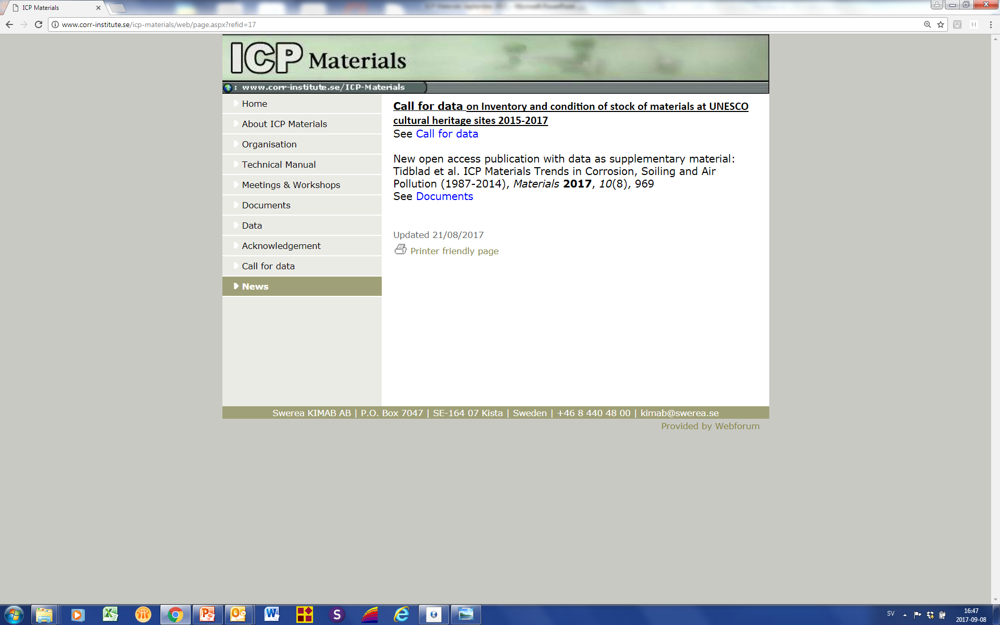 ICP Materials
www.corr-institute.se/icp-materials/web/page.aspx?refid=17
H
ICP Materials
: www.corr-institute.se/ICP-Materials
Home
About ICP Materials
Organisation
Technical Manual
Meetings & Workshops
Documents
Data
Acknowledgement
Call for data
News
Call for data on Inventory and condition of stock of materials at UNESCO
cultural heritage sites 2015-2017
See Call for data
New open access publication with data as supplementary material:
Tidblad et al. ICP Materials Trends in Corrosion, Soiling and Air
Pollution (1987-2014), Materials 2017, 10(8), 969
See Documents
Updated 21/08/2017
Printer friendly page
Swerea KIMAB AB | P.O. Box 7047 | SE-164 07 Kista | Sweden | +46 8 440 48 00 | kimab@swerea.se
Provided by Webforum
S
SV
16:47
2017-09-08